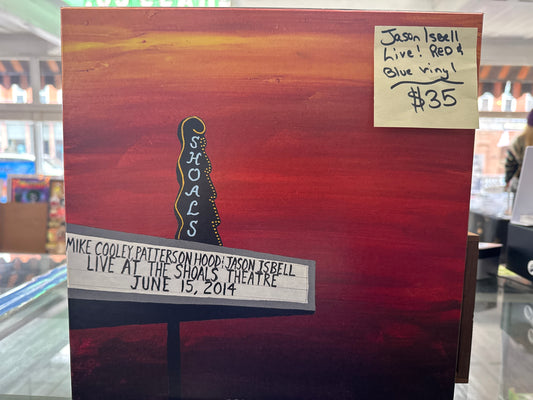 Jason Isbell
Live! Red &
Blue vinyl
$35
SHOALS
MIKE COOLEY PATTERSON HOOD: JASON ISBELL
LIVE AT THE SHOALS THEATRE
JUNE 15, 2014